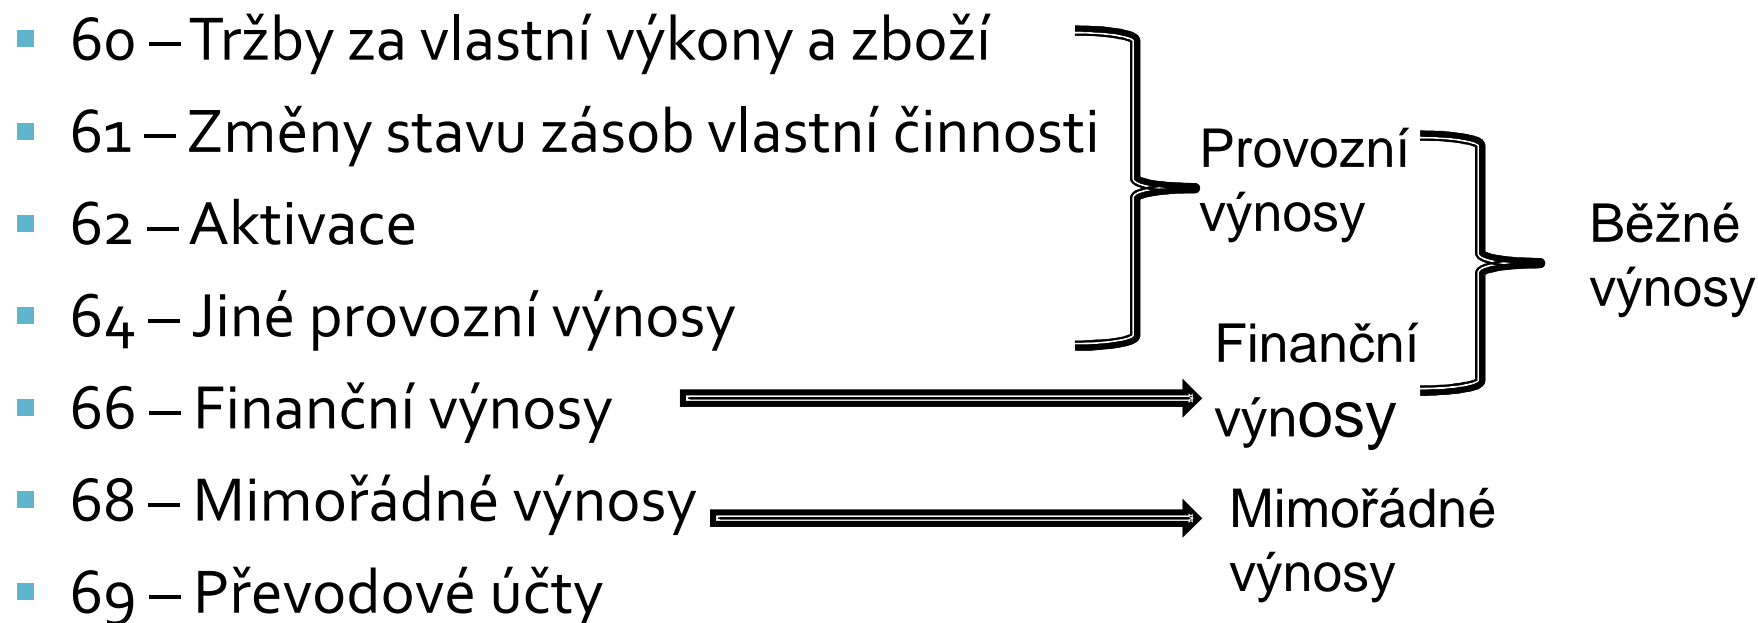 60 – Tržby za vlastní výkony a zboží
61 – Změny stavu zásob vlastní činnosti
62 – Aktivace
64 – Jiné provozní výnosy
66 – Finanční výnosy
68 – Mimořádné výnosy
69 – Převodové účty
Provozní
výnosy
Finanční
výnosy
Mimořádné
výnosy
Běžné
výnosy